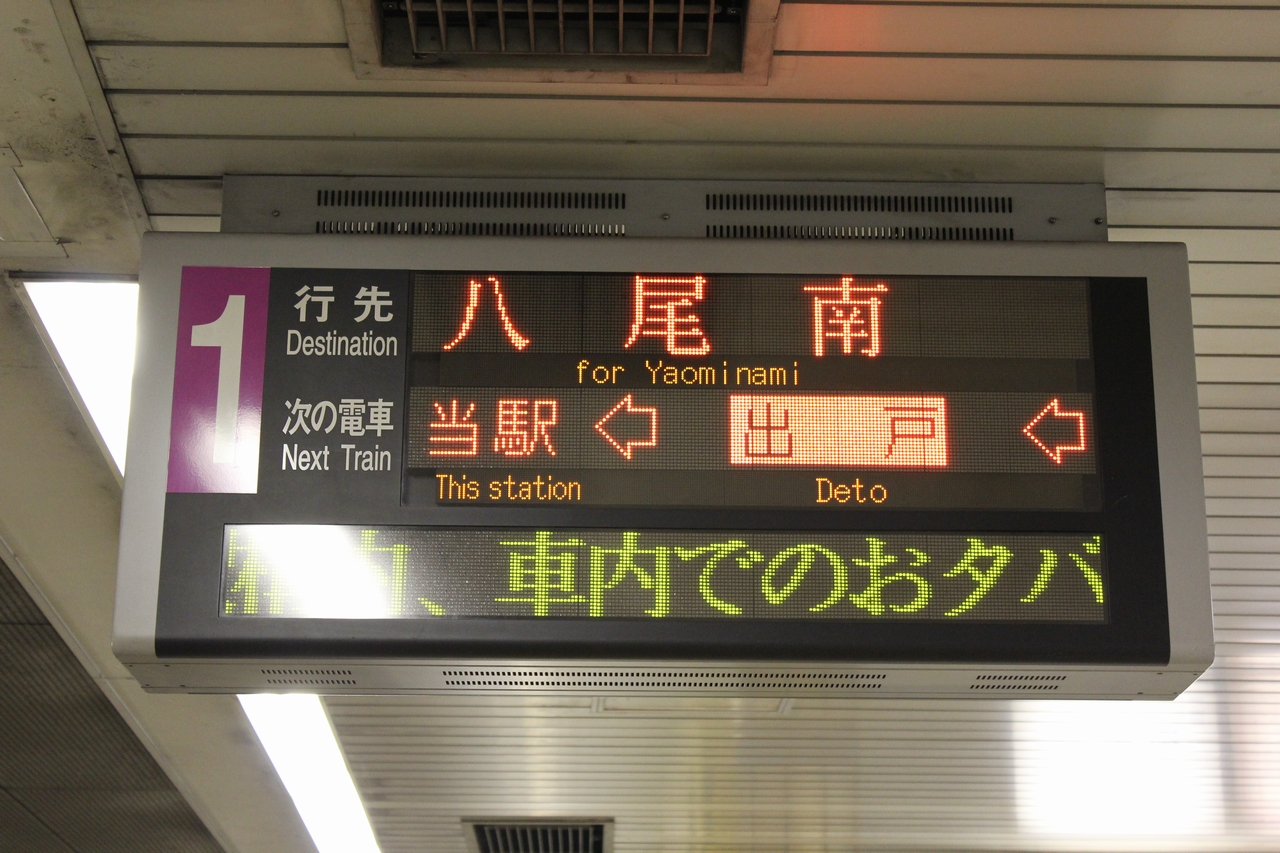 1
行先 八尾南
Destination
for Yaominami
次の電車 当駅 ← 出戸 ←
Next Train
This station Deto
内、車内でのおタバ